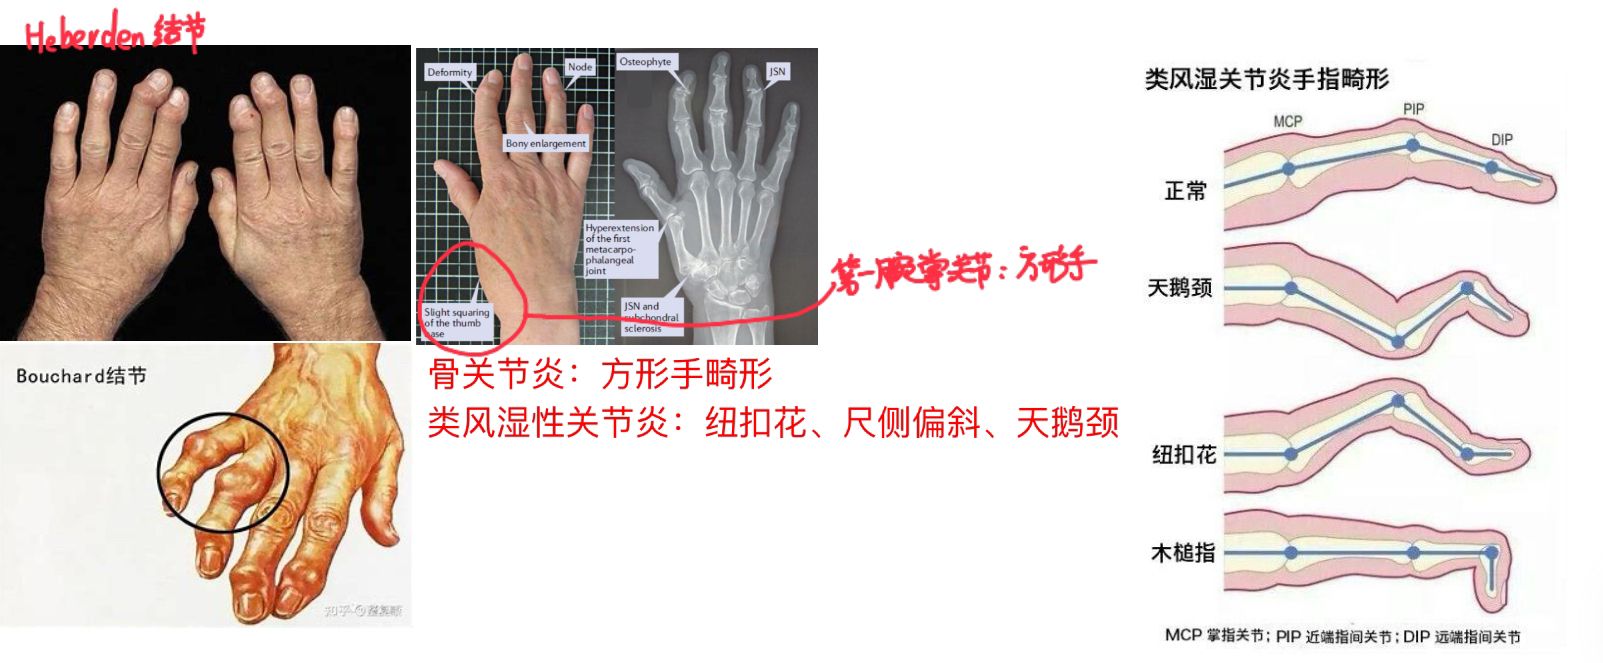 Heberden结节
Deformity
Node
Bony enlargement
Slight squaring
of the thumb
base
Osteophyte
JSN
Hyperextension
of the first
metacarpo-
phalangeal
joint
JSN and
subchondral
sclerosis
第一腕掌关节：方形手
Bouchard结节
骨关节炎：方形手畸形
类风湿性关节炎：纽扣花、尺侧偏斜、天鹅颈
类风湿关节炎手指畸形
MCP
PIP
DIP
正常
天鹅颈
纽扣花
木槌指
MCP 掌指关节；PIP 近端指间关节；DIP 远端指间关节
知乎 @